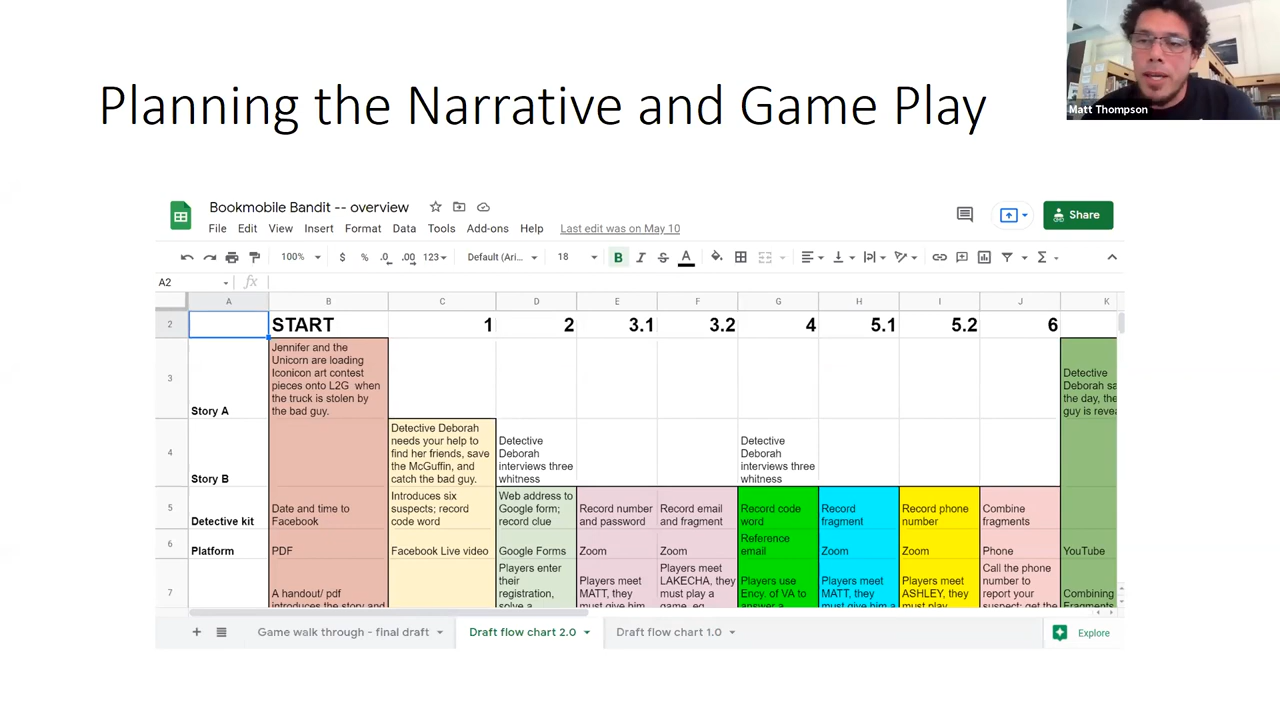 Matt Thompson
Planning the Narrative and Game Play
Bookmobile Bandit -- overview
File Edit View Insert Format Data Tools Add-ons Help Last edit was on May 10
Share
100% $ % .0 .00 123 Default (Ari... 18 B I S A
A2 fx
A B C D E F G H I J K
2 START 1 2 3.1 3.2 4 5.1 5.2 6
3
Story A
Jennifer and the
Unicorn are loading
Iconicon art contest
pieces onto L2G when
the truck is stolen by
the bad guy.
Detective
Deborah sa
the day, the
guy is revea
4
Story B
Detective Deborah
needs your help to
find her friends, save
the McGuffin, and
catch the bad guy.
Detective
Deborah
interviews three
whitness
Detective
Deborah
interviews three
whitness
5
Detective kit
Date and time to
Facebook
Introduces six
suspects; record
code word
Web address to
Google form;
record clue
Record number
and password
Record email
and fragment
Record code
word
Record
fragment
Record phone
number
Combine
fragments
6
Platform
PDF
Facebook Live video
Google Forms
Zoom
Zoom
Reference
email
Zoom
Zoom
Phone
YouTube
7
A handout/ pdf
introduces the story and
Players enter
their
registration,
solve a
Players meet
MATT, they
must give him
Players meet
LAKECHA, they
must play a
game, eg
Players use
Ency. of VA to
answer a
Players meet
MATT, they
must give him a
Players meet
ASHLEY, they
must play
Call the phone
number to
report your
suspect; get the
Combining
Fragments
Game walk through - final draft Draft flow chart 2.0 Draft flow chart 1.0 Explore